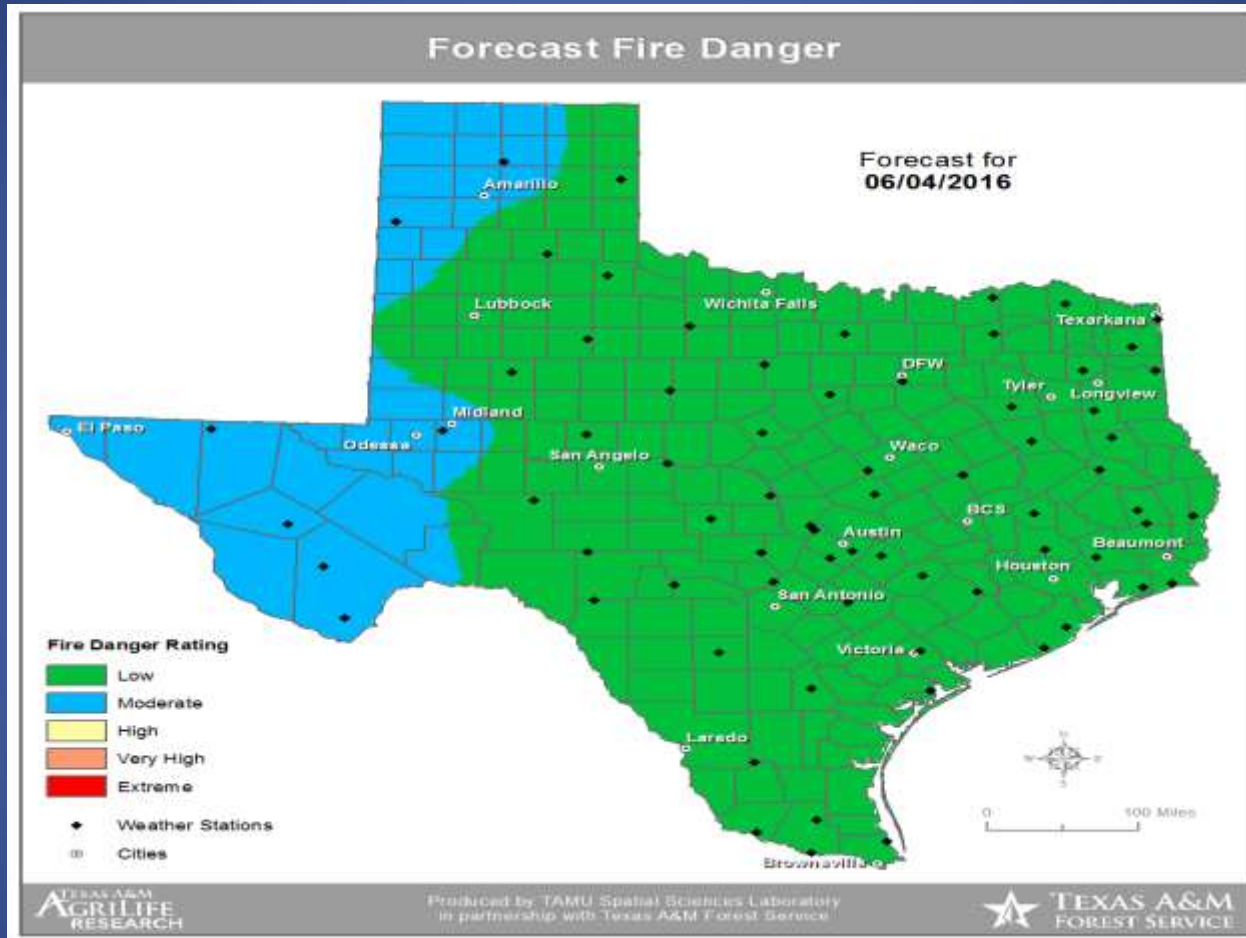 Forecast Fire Danger
Forecast for
06/04/2016
Amarillo
Lubbock
Wichita Falls
Texarkana
DFW
Tyler
Longview
Midland
El Paso
Odessa
San Angelo
Waco
BCS
Austin
Beaumont
Houston
San Antonio
Victoria
Laredo
Brownsville
Fire Danger Rating
Low
Moderate
High
Very High
Extreme
Weather Stations
Cities
N
W E
S
0 100 Miles
TEXAS A&M
AGRILIFE
RESEARCH
Produced by TAMU Spatial Sciences Laboratory
in partnership with Texas A&M Forest Service
TEXAS A&M
FOREST SERVICE